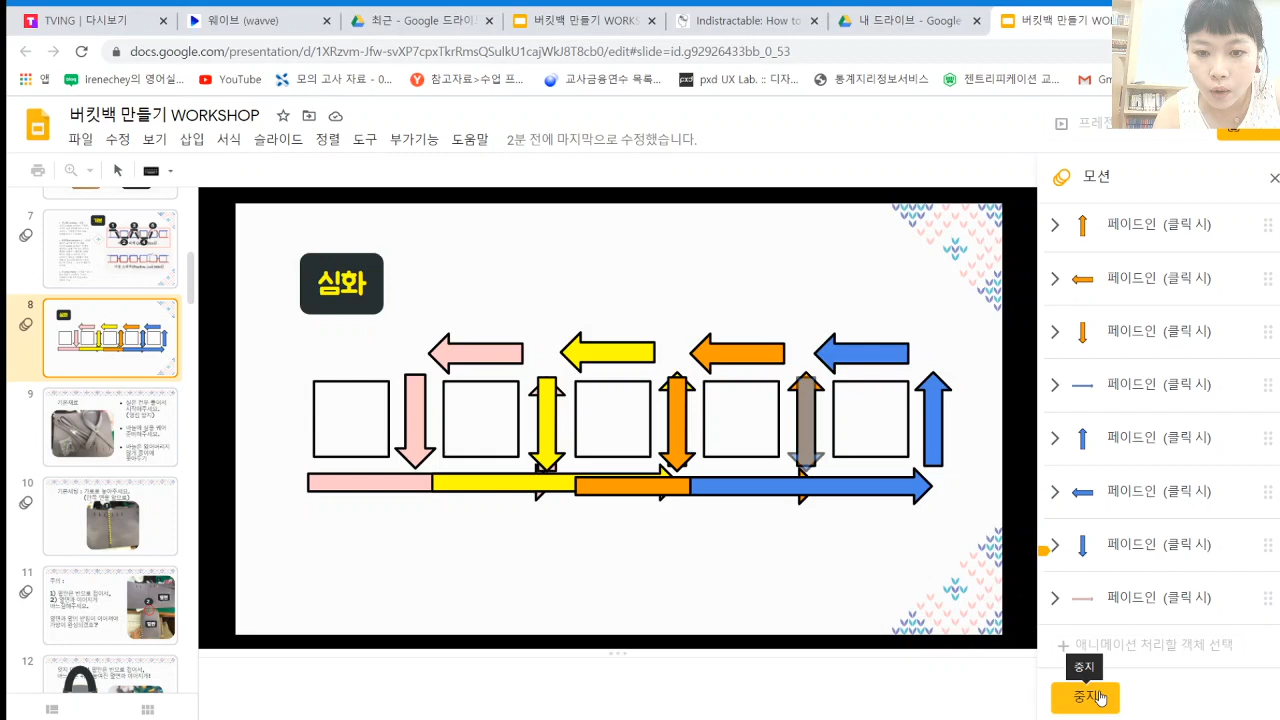 TVING | 다시보기
웨이브 (wavve)
최근 - Google 드라이
버킷백 만들기 WORKS
Indistractable: How to
내 드라이브 - Google
버킷백 만들기 WO
docs.google.com/presentation/d/1XRzvm-Jfw-svXP7cpxTkrRmsQSulkU1cajWkJ8T8cb0/edit#slide=id.g92926433bb_0_53
앱
irenechey의 영어실...
YouTube
모의 고사 자료 - 0...
참고자료>수업 프...
교사금융연수 목록...
pxd UX Lab. :: 디자...
통계지리정보서비스
젠트리피케이션 교...
Gm
버킷백 만들기 WORKSHOP
파일 수정 보기 삽입 서식 슬라이드 정렬 도구 부가기능 도움말 2분 전에 마지막으로 수정했습니다.
프레젠
모션
7
8
9
기본재료
10
11
주의 :
12
심화
페이드인 (클릭 시)
페이드인 (클릭 시)
페이드인 (클릭 시)
페이드인 (클릭 시)
페이드인 (클릭 시)
페이드인 (클릭 시)
페이드인 (클릭 시)
페이드인 (클릭 시)
+ 애니메이션 처리할 객체 선택
중지
중지